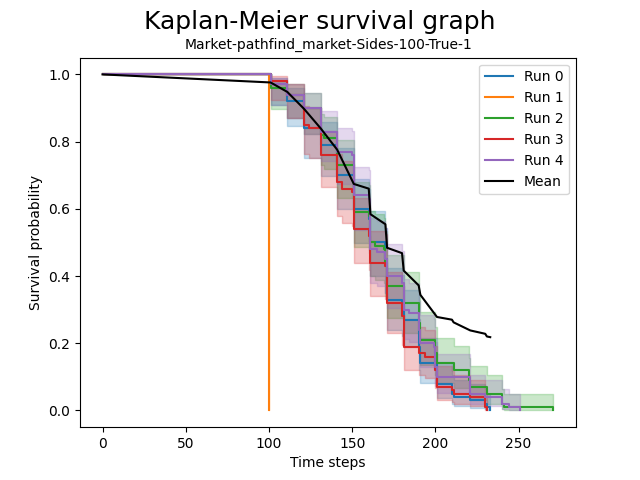 Kaplan-Meier survival graph
Market-pathfind_market-Sides-100-True-1
Survival probability
1.0
0.8
0.6
0.4
0.2
0.0
Run 0
Run 1
Run 2
Run 3
Run 4
Mean
0
50
100
150
200
250
Time steps